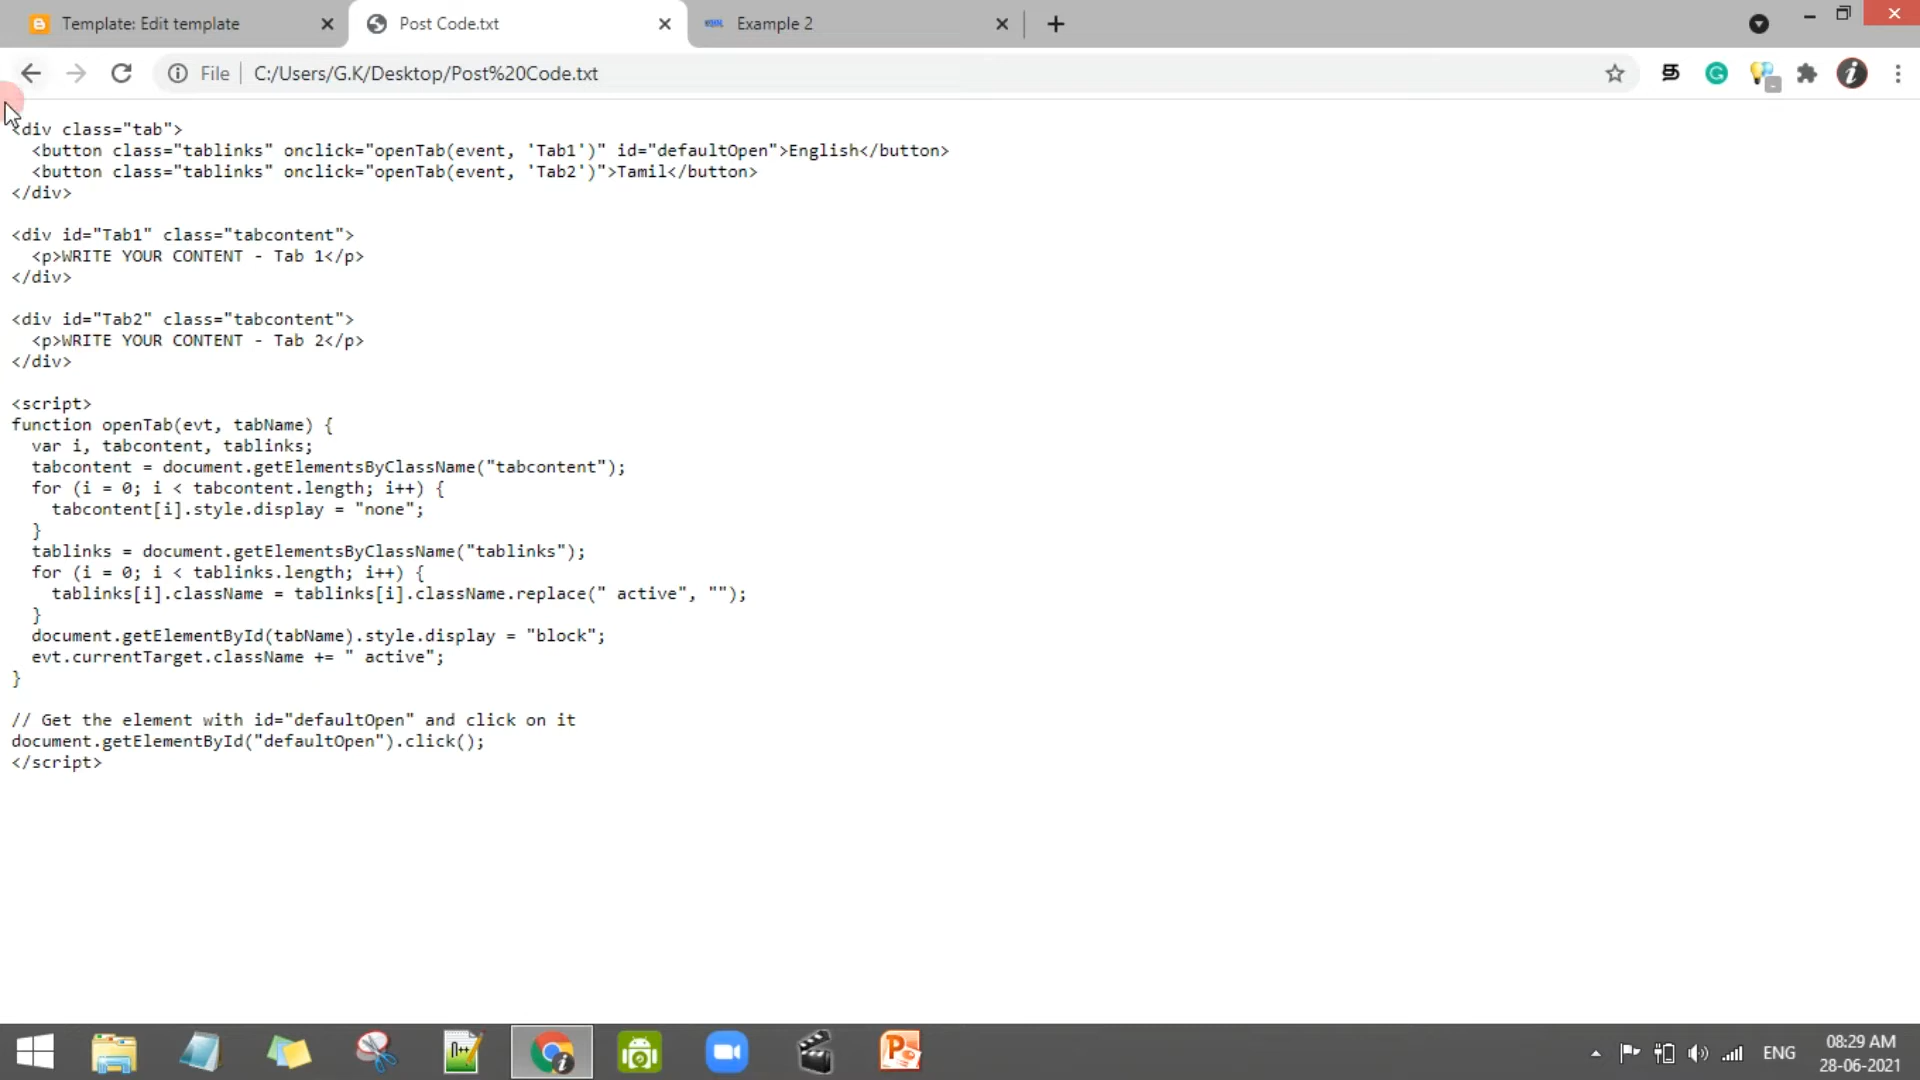 Template: Edit template
Post Code.txt
Example 2
File
C:/Users/G.K/Desktop/Post%20Code.txt
<div class="tab">
  <button class="tablinks" onclick="openTab(event, 'Tab1')" id="defaultOpen">English</button>
  <button class="tablinks" onclick="openTab(event, 'Tab2')">Tamil</button>
</div>

<div id="Tab1" class="tabcontent">
  <p>WRITE YOUR CONTENT - Tab 1</p>
</div>

<div id="Tab2" class="tabcontent">
  <p>WRITE YOUR CONTENT - Tab 2</p>
</div>

<script>
function openTab(evt, tabName) {
  var i, tabcontent, tablinks;
  tabcontent = document.getElementsByClassName("tabcontent");
  for (i = 0; i < tabcontent.length; i++) {
    tabcontent[i].style.display = "none";
  }
  tablinks = document.getElementsByClassName("tablinks");
  for (i = 0; i < tablinks.length; i++) {
    tablinks[i].className = tablinks[i].className.replace(" active", "");
  }
  document.getElementById(tabName).style.display = "block";
  evt.currentTarget.className += " active";
}

// Get the element with id="defaultOpen" and click on it
document.getElementById("defaultOpen").click();
</script>
ENG
08:29 AM
28-06-2021